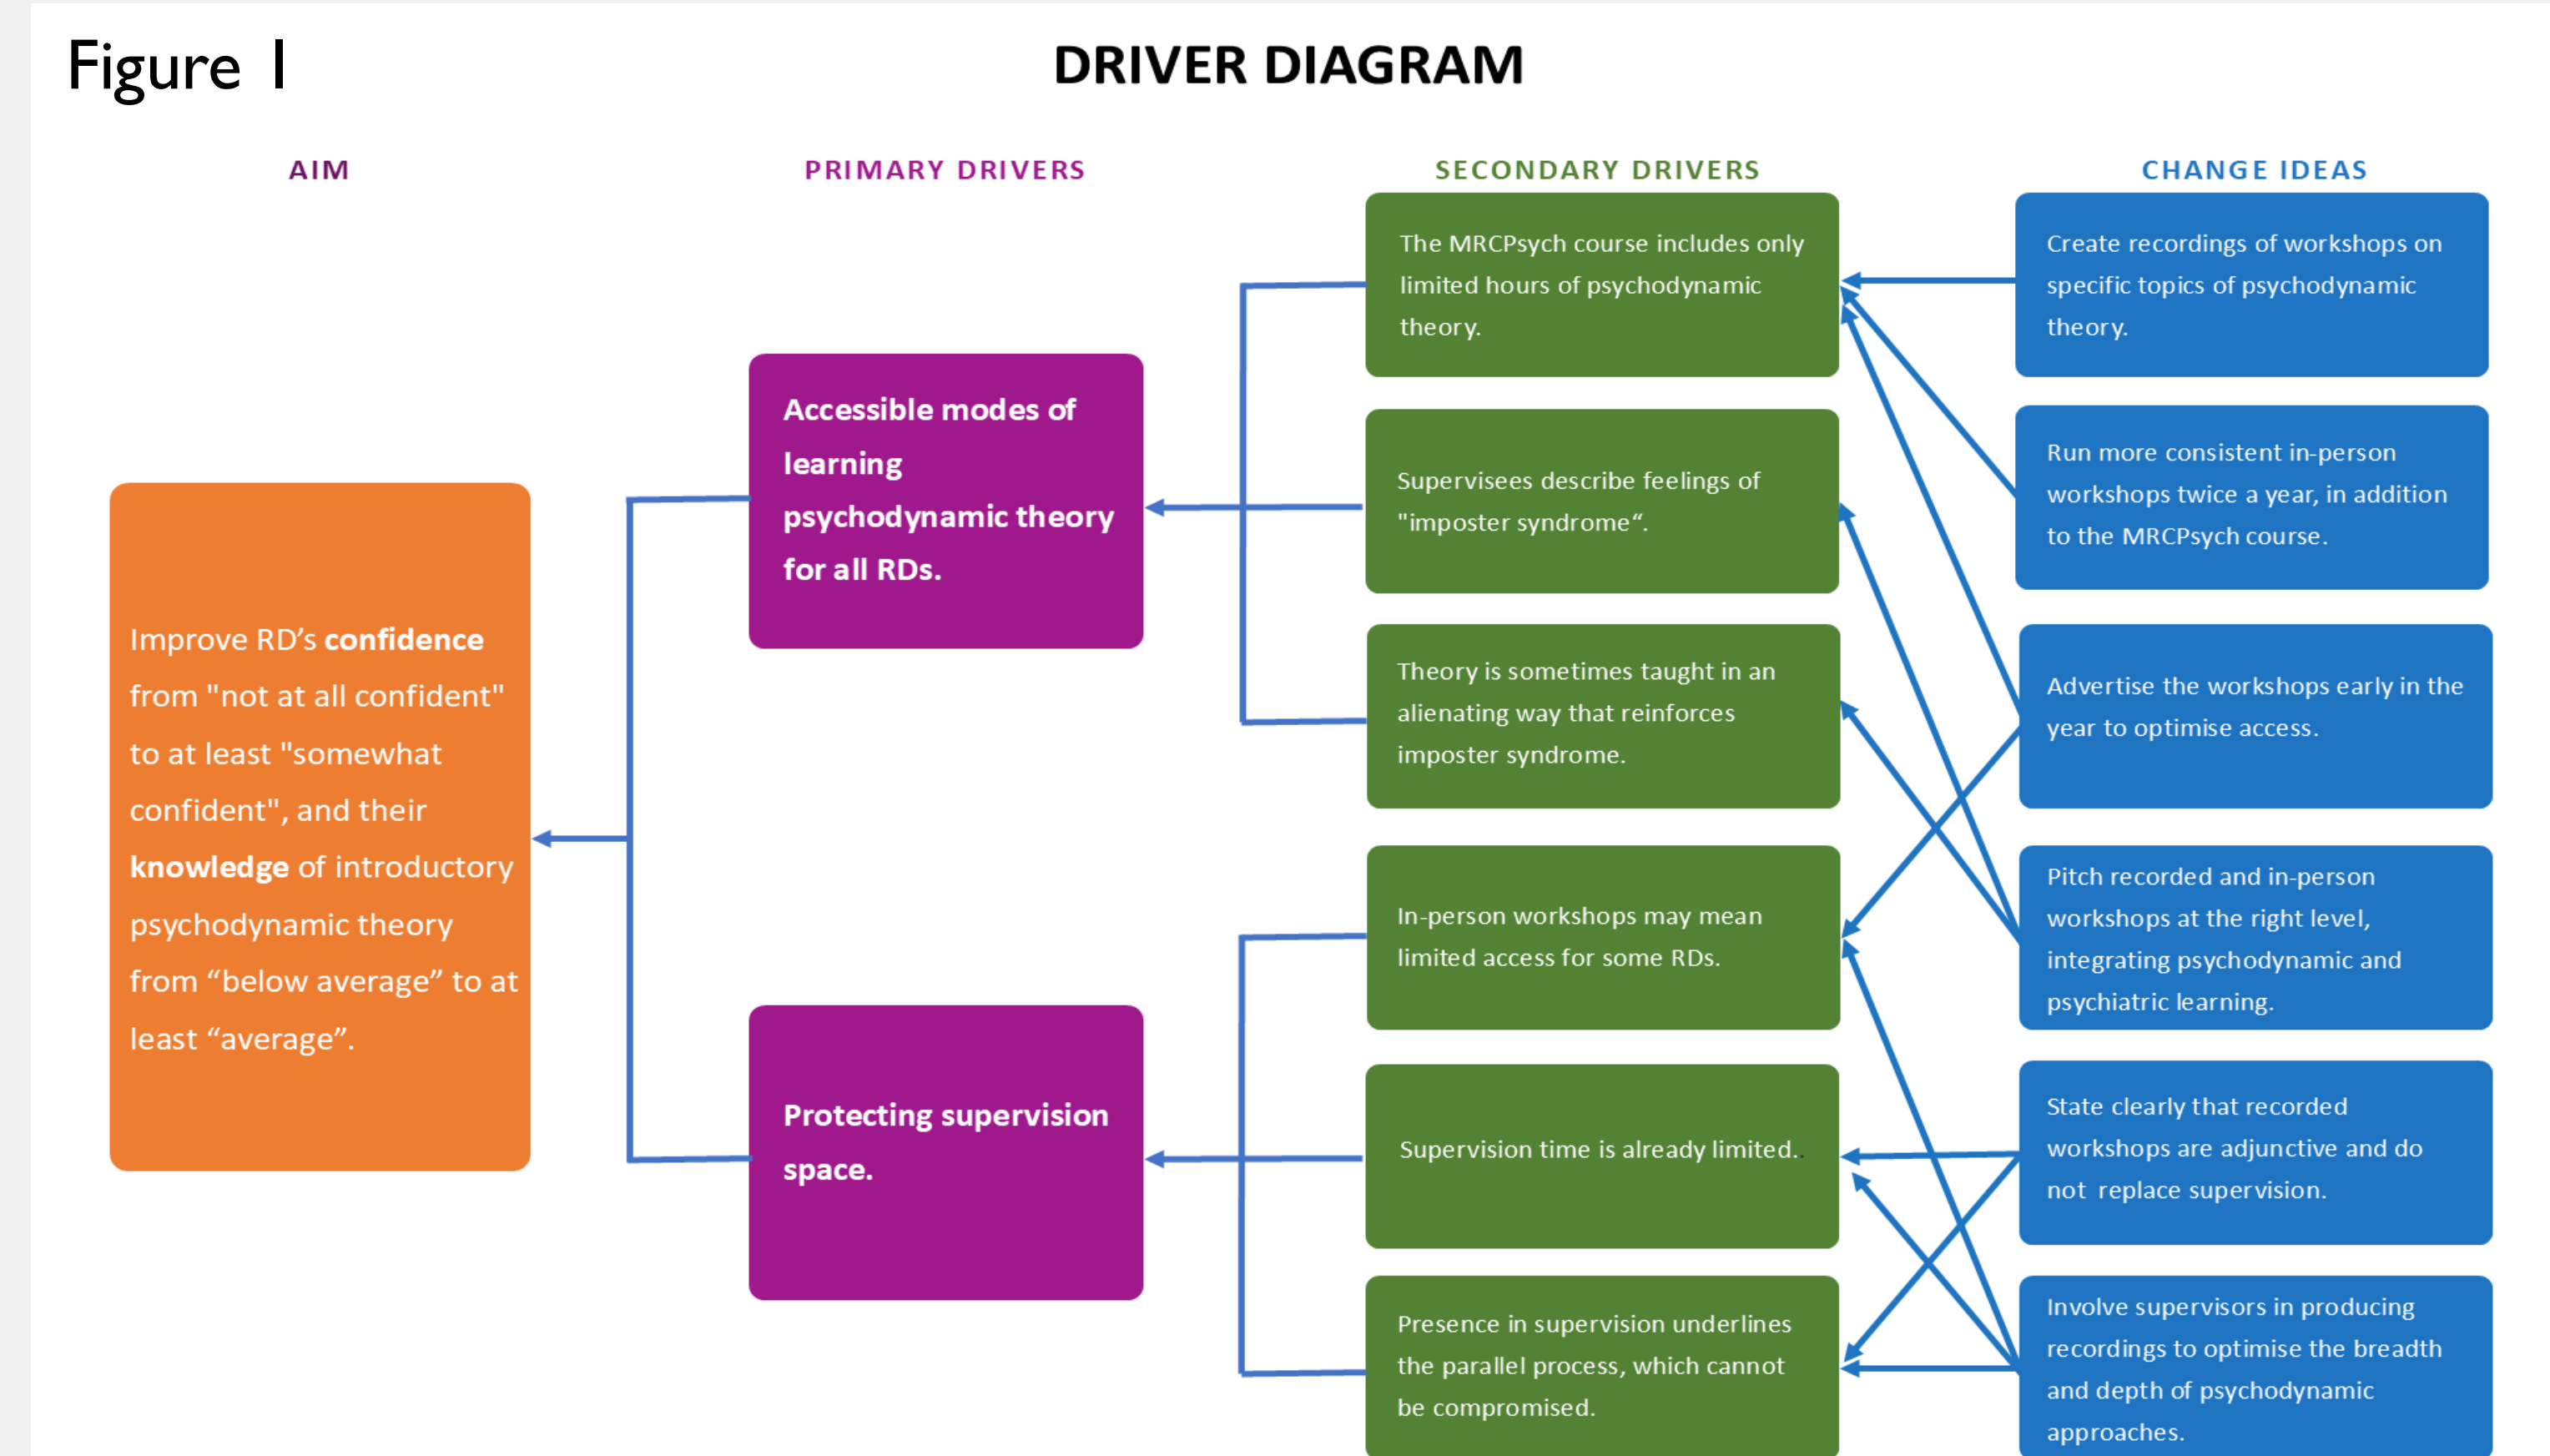 Figure 1
DRIVER DIAGRAM
AIM
PRIMARY DRIVERS
SECONDARY DRIVERS
CHANGE IDEAS
Improve RD’s confidence
from "not at all confident"
to at least "somewhat
confident", and their
knowledge of introductory
psychodynamic theory
from “below average” to at
least “average”.
Accessible modes of
learning
psychodynamic theory
for all RDs.
Protecting supervision
space.
The MRCPsych course includes only
limited hours of psychodynamic
theory.
Supervisees describe feelings of
"imposter syndrome“.
Theory is sometimes taught in an
alienating way that reinforces
imposter syndrome.
In-person workshops may mean
limited access for some RDs.
Supervision time is already limited..
Presence in supervision underlines
the parallel process, which cannot
be compromised.
Create recordings of workshops on
specific topics of psychodynamic
theory.
Run more consistent in-person
workshops twice a year, in addition
to the MRCPsych course.
Advertise the workshops early in the
year to optimise access.
Pitch recorded and in-person
workshops at the right level,
integrating psychodynamic and
psychiatric learning.
State clearly that recorded
workshops are adjunctive and do
not  replace supervision.
Involve supervisors in producing
recordings to optimise the breadth
and depth of psychodynamic
approaches.